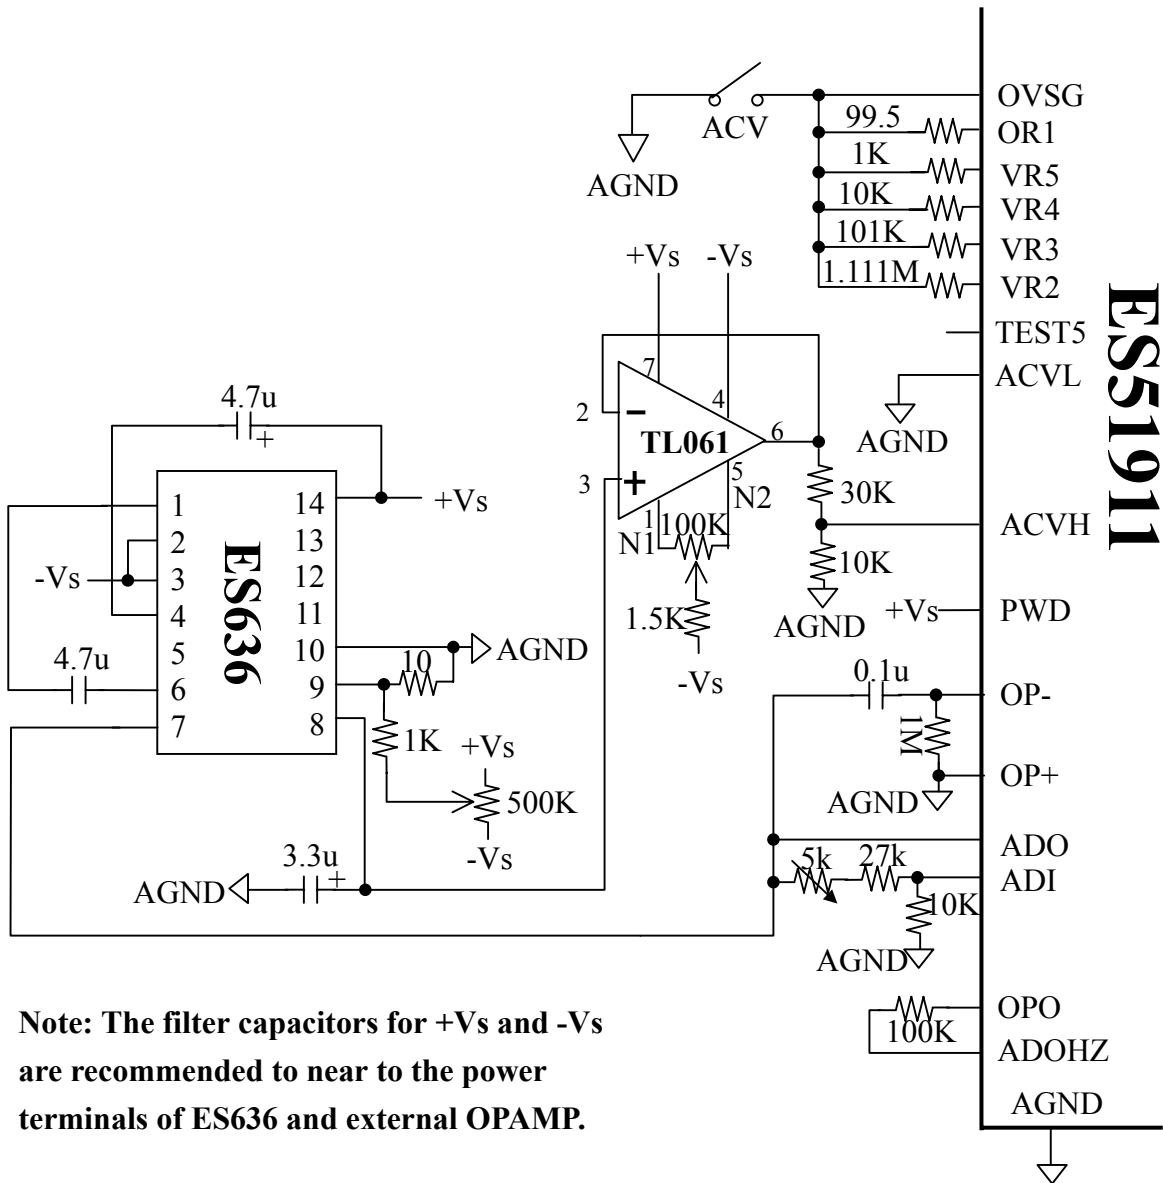 OVSG
99.5
OR1
ACV
1K
VR5
AGND
10K
VR4
101K
VR3
+Vs
-Vs
1.111M
VR2
ES51911
TEST5
7
ACVL
4.7u
+
4
2
AGND
6
TL061
3
5
30K
N2
1
100K
ACVH
N1
10K
1.5K
AGND
+Vs
PWD
-Vs
1
14
+Vs
2
13
-Vs
3
12
4
11
ES636
5
10
AGND
4.7u
6
9
10
7
8
1K
+Vs
500K
-Vs
0.1u
OP-
1M
OP+
AGND
3.3u
+
AGND
ADO
5k
27k
ADI
10K
AGND
OPO
100K
ADOHZ
AGND
Note: The filter capacitors for +Vs and -Vs
are recommended to near to the power
terminals of ES636 and external OPAMP.